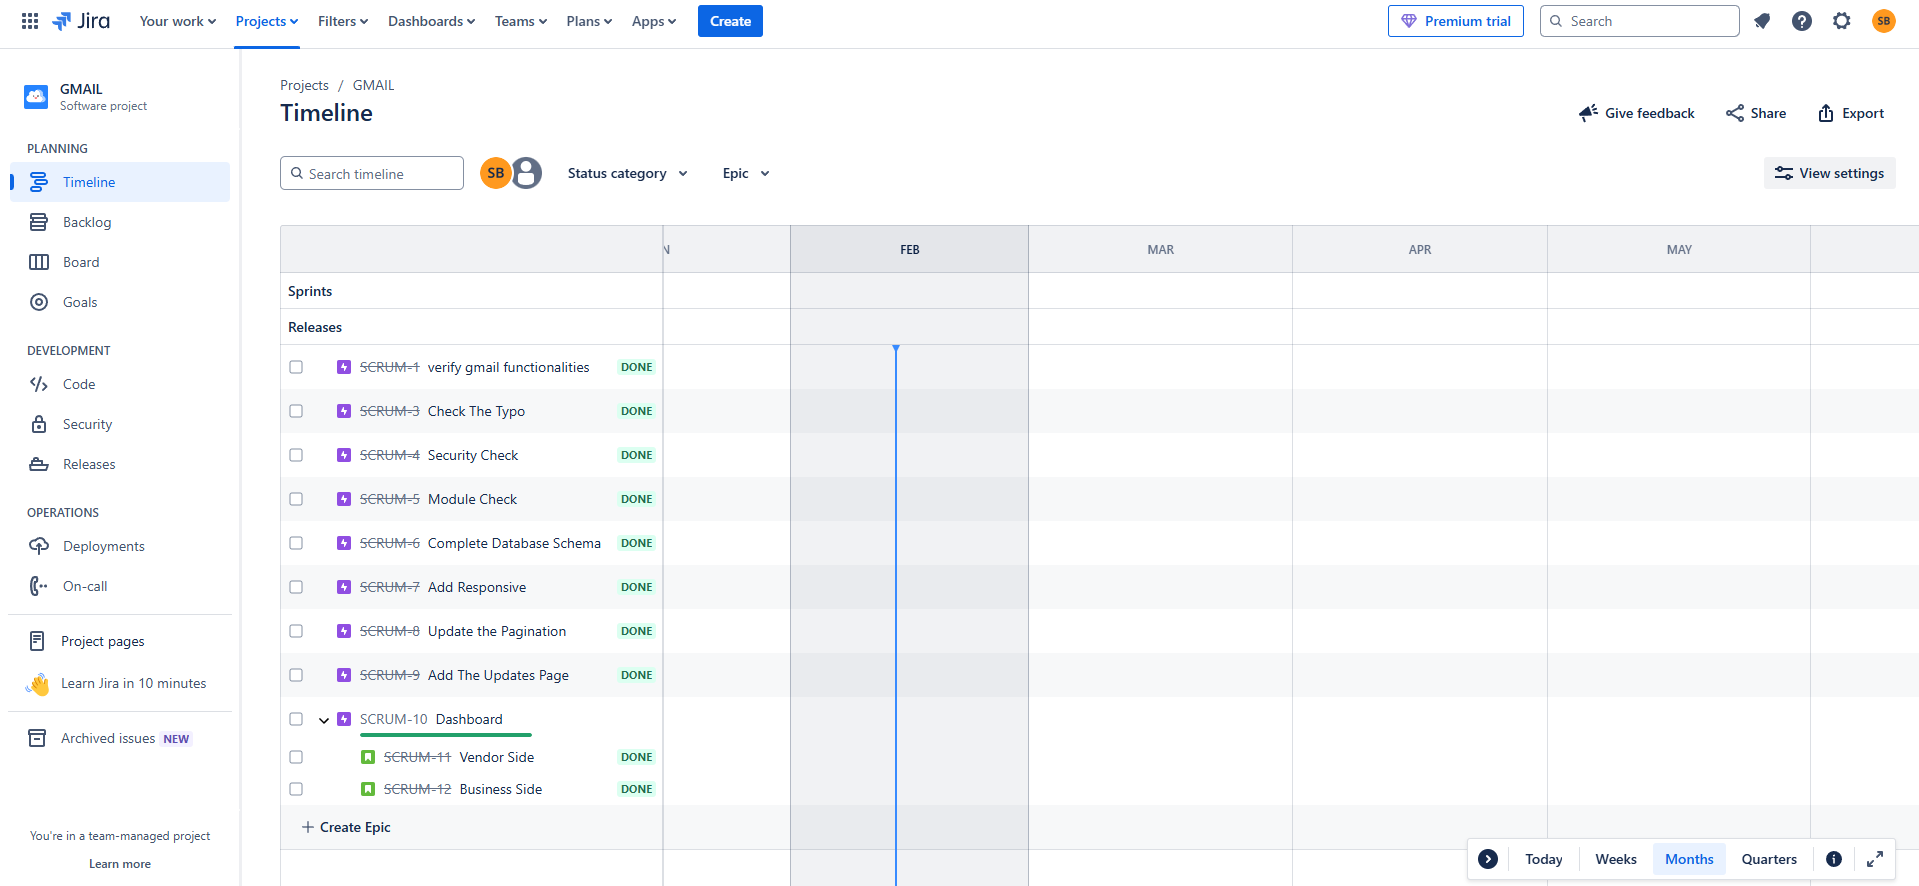 Jira Your work Projects Filters Dashboards Teams Plans Apps Create Premium trial Search SB
GMAIL
Software project
PLANNING
Timeline
Backlog
Board
Goals
DEVELOPMENT
Code
Security
Releases
OPERATIONS
Deployments
On-call
Project pages
Learn Jira in 10 minutes
Archived issues NEW
You're in a team-managed project
Learn more
Projects / GMAIL
Timeline
Give feedback Share Export
Search timeline SB Status category Epic View settings
N FEB MAR APR MAY
Sprints
Releases
SCRUM-1 verify gmail functionalities DONE
SCRUM-3 Check The Typo DONE
SCRUM-4 Security Check DONE
SCRUM-5 Module Check DONE
SCRUM-6 Complete Database Schema DONE
SCRUM-7 Add Responsive DONE
SCRUM-8 Update the Pagination DONE
SCRUM-9 Add The Updates Page DONE
SCRUM-10 Dashboard
SCRUM-11 Vendor Side DONE
SCRUM-12 Business Side DONE
+ Create Epic
Today Weeks Months Quarters